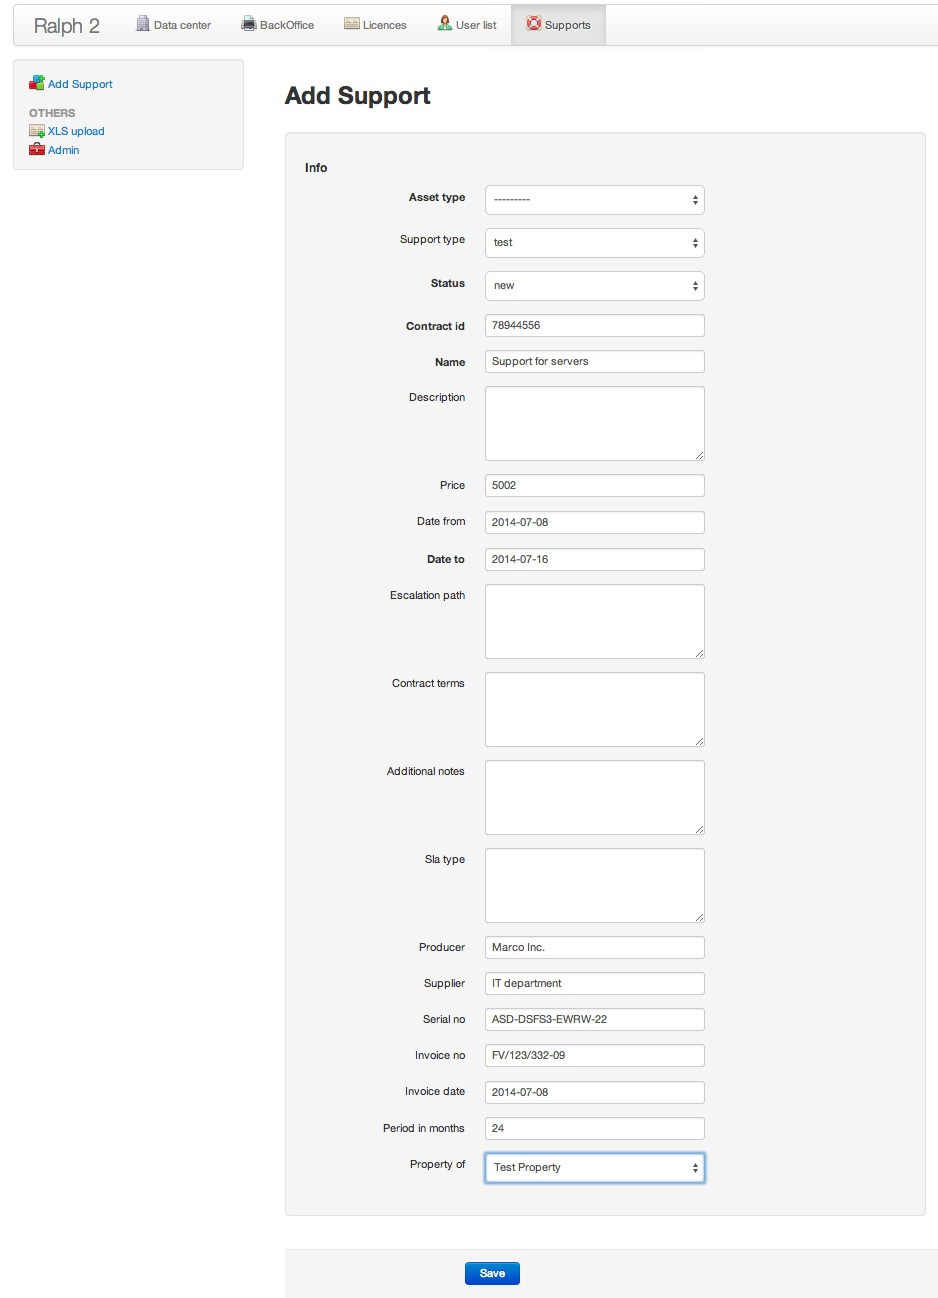 Ralph 2 Data center BackOffice Licences User list Supports
Add Support
OTHERS
XLS upload
Admin
Add Support
Info
Asset type ---------
Support type test
Status new
Contract id 78944556
Name Support for servers
Description
Price 5002
Date from 2014-07-08
Date to 2014-07-16
Escalation path
Contract terms
Additional notes
Sla type
Producer Marco Inc.
Supplier IT department
Serial no ASD-DSFS3-EWRW-22
Invoice no FV/123/332-09
Invoice date 2014-07-08
Period in months 24
Property of Test Property
Save